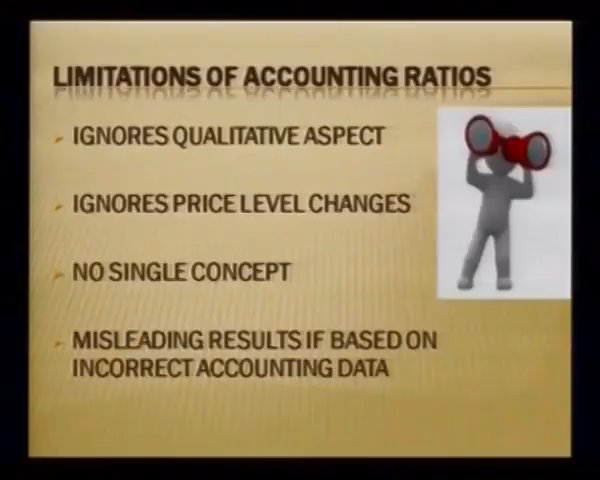 LIMITATIONS OF ACCOUNTING RATIOS
IGNORES QUALITATIVE ASPECT
IGNORES PRICE LEVEL CHANGES
NO SINGLE CONCEPT
MISLEADING RESULTS IF BASED ON
INCORRECT ACCOUNTING DATA